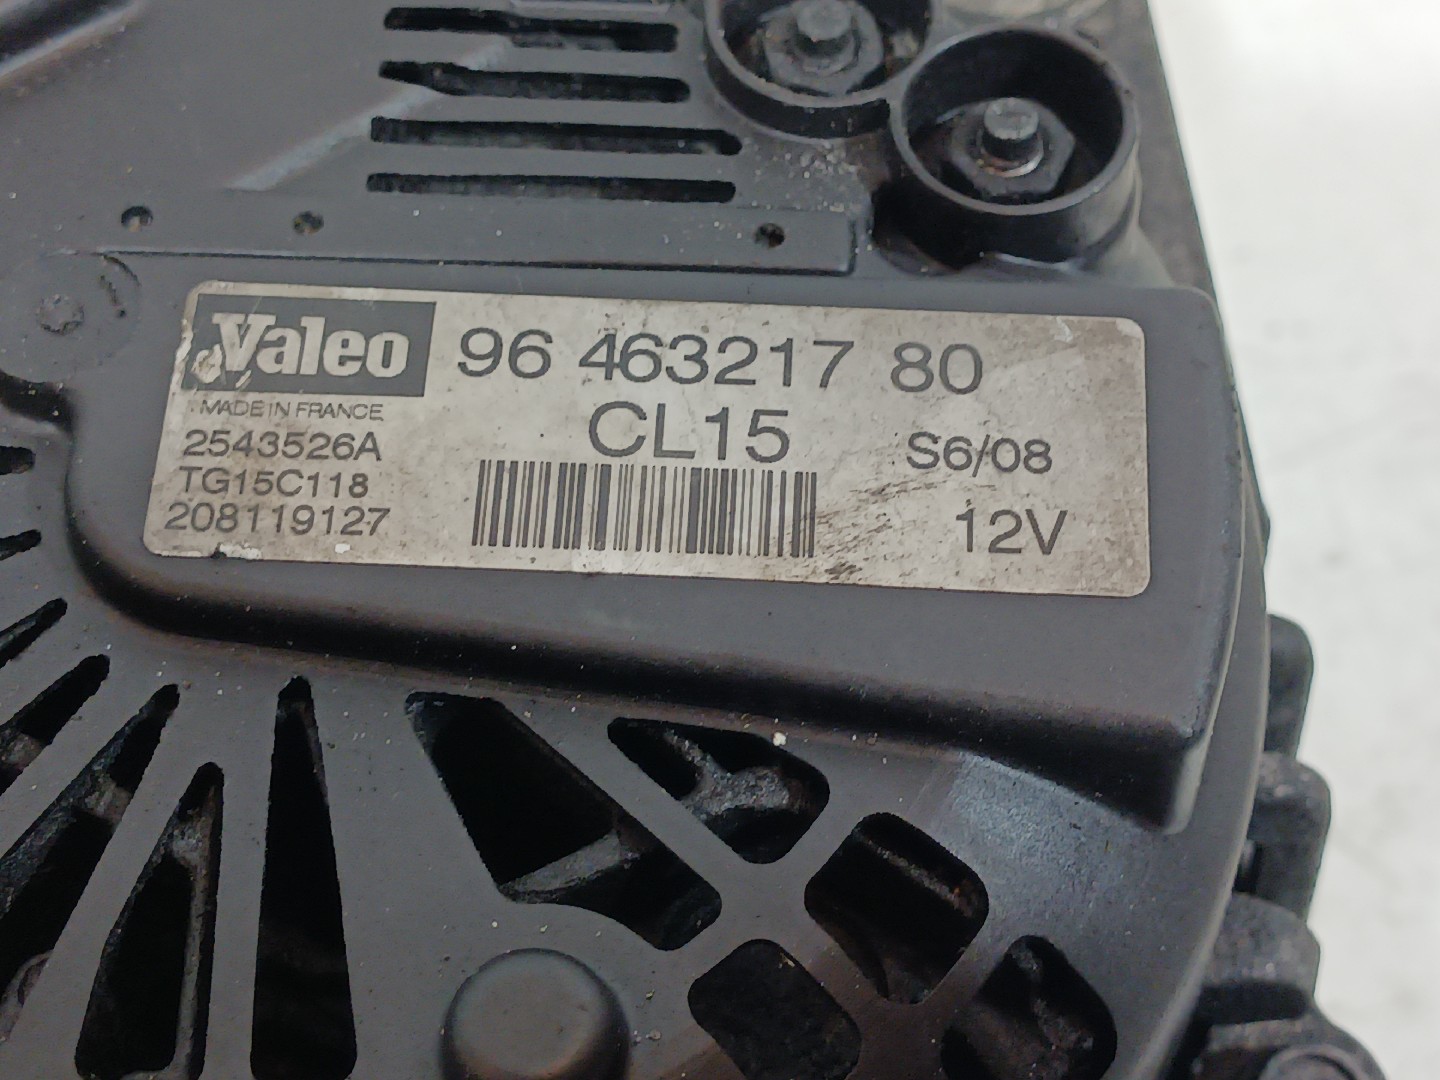 Valeo
96 463217 80
MADE IN FRANCE
CL15
2543526A
S6/08
TG15C118
208119127
12V